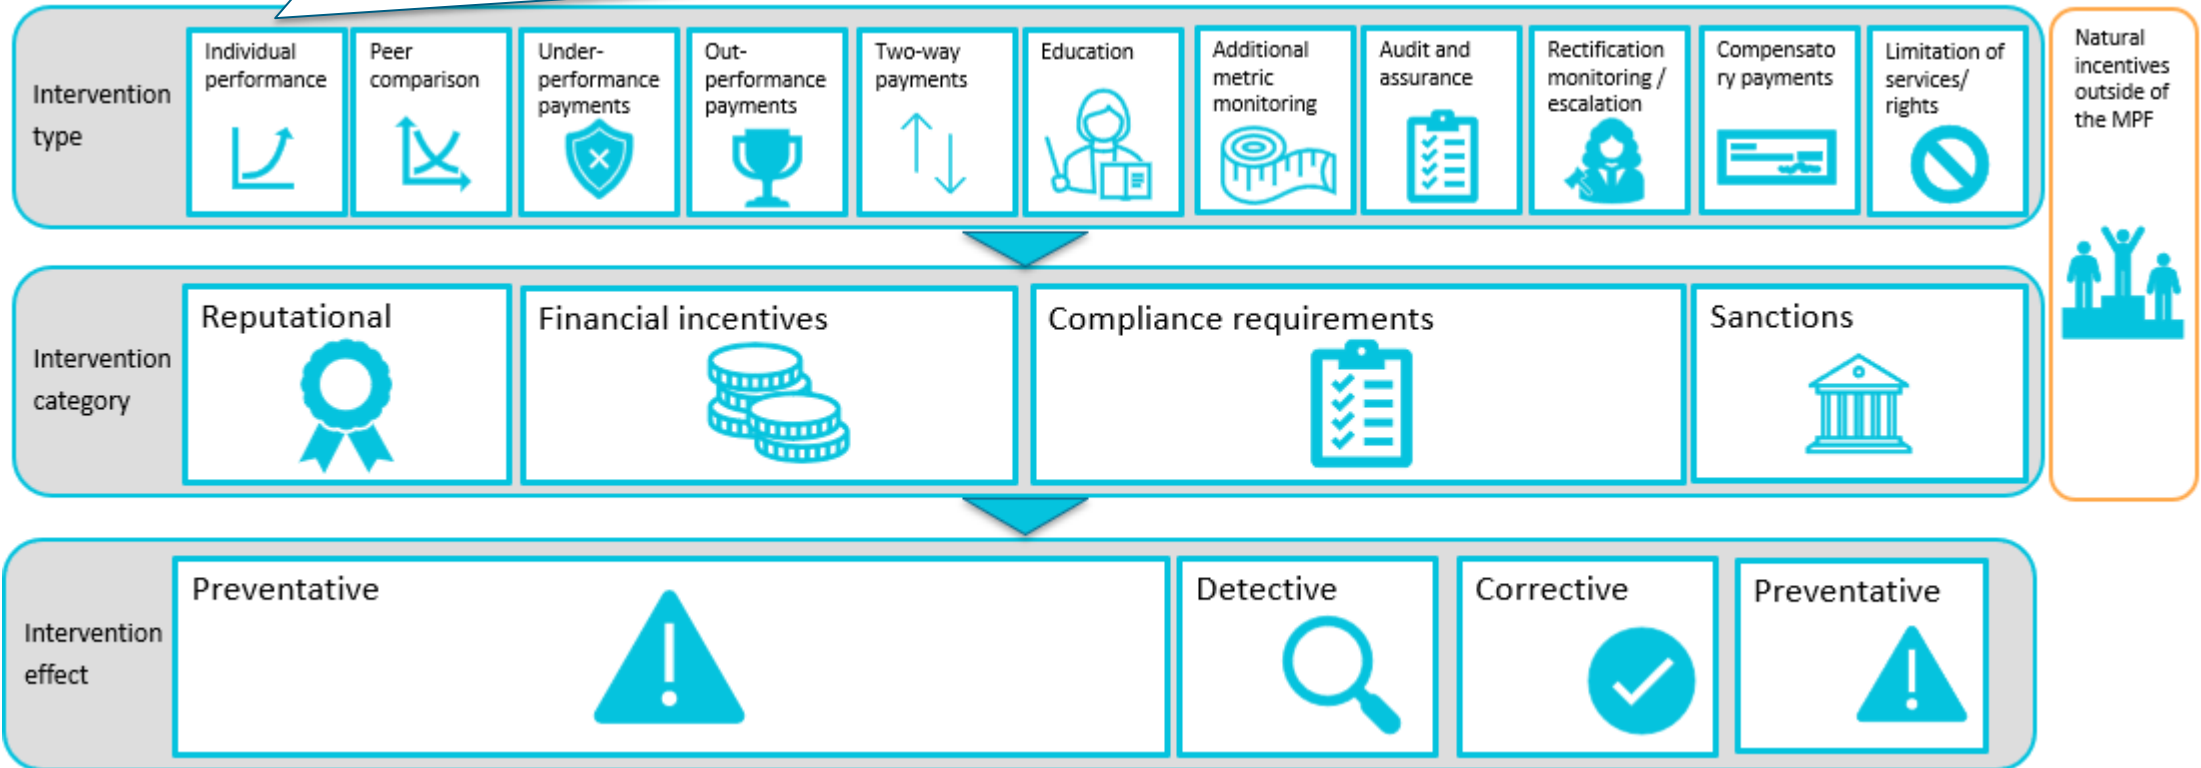 Intervention
type
Individual
performance
Peer
comparison
Under-
performance
payments
Out-
performance
payments
Two-way
payments
Education
Additional
metric
monitoring
Audit and
assurance
Rectification
monitoring /
escalation
Compensato
ry payments
Limitation of
services/
rights
Natural
incentives
outside of
the MPF
Intervention
category
Reputational
Financial incentives
Compliance requirements
Sanctions
Intervention
effect
Preventative
Detective
Corrective
Preventative